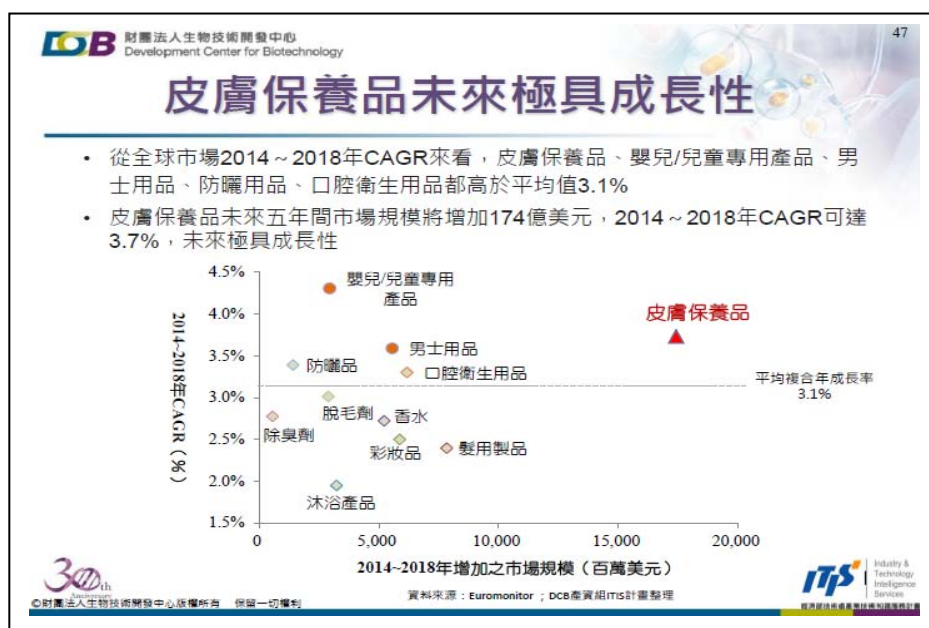 47
DCB 財團法人生物技術開發中心
Development Center for Biotechnology
皮膚保養品未來極具成長性
• 從全球市場2014～2018年CAGR來看，皮膚保養品、嬰兒/兒童專用產品、男
士用品、防曬用品、口腔衛生用品都高於平均值3.1%
• 皮膚保養品未來五年間市場規模將增加174億美元，2014～2018年CAGR可達
3.7%，未來極具成長性
2014~2018年CAGR（%）
4.5%
4.0%
3.5%
3.0%
2.5%
2.0%
1.5%
嬰兒/兒童專用
產品
皮膚保養品
男士用品
防曬品
口腔衛生用品
平均複合年成長率
3.1%
脫毛劑
香水
除臭劑
彩妝品
髮用製品
沐浴產品
0
5,000
10,000
15,000
20,000
2014~2018年增加之市場規模（百萬美元）
30th
Anniversary
資料來源：Euromonitor ；DCB產資組ITIS計畫整理
©財團法人生物技術開發中心版權所有 保留一切權利
ITIS
Industry &
Technology
Intelligence
Services